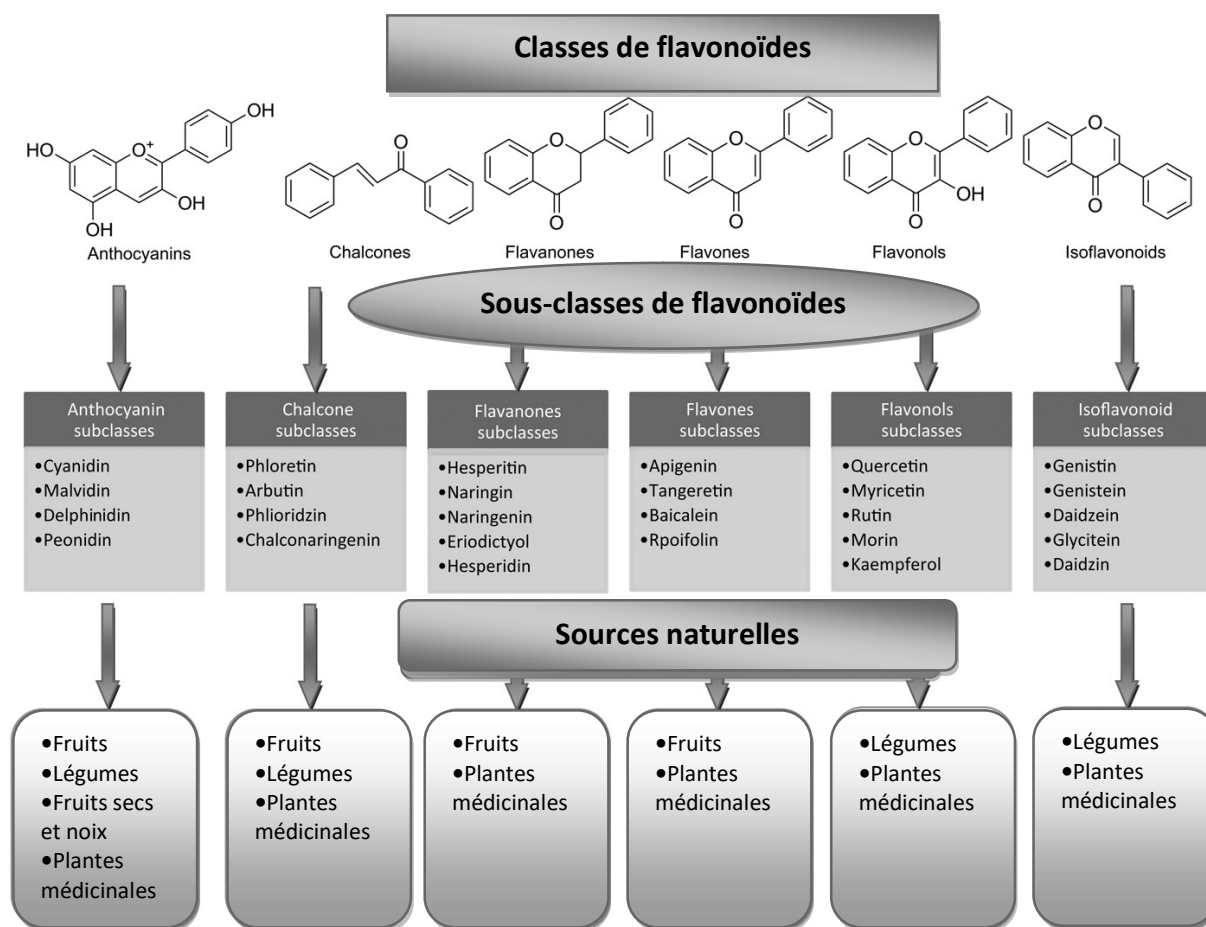 Classes de flavonoïdes
OH
O+
HO
OH
OH
Anthocyanins
O
Chalcones
O
O
Flavanones
O
O
Flavones
O
OH
O
Flavonols
O
O
Isoflavonoids
Sous-classes de flavonoïdes
Anthocyanin
subclasses
•Cyanidin
•Malvidin
•Delphinidin
•Peonidin
Chalcone
subclasses
•Phloretin
•Arbutin
•Phlioridzin
•Chalconaringenin
Flavanones
subclasses
•Hesperitin
•Naringin
•Naringenin
•Eriodictyol
•Hesperidin
Flavones
subclasses
•Apigenin
•Tangeretin
•Baicalein
•Rpoifolin
Flavonols
subclasses
•Quercetin
•Myricetin
•Rutin
•Morin
•Kaempferol
Isoflavonoid
subclasses
•Genistin
•Genistein
•Daidzein
•Glycitein
•Daidzin
Sources naturelles
•Fruits
•Légumes
•Fruits secs
et noix
•Plantes
médicinales
•Fruits
•Légumes
•Plantes
médicinales
•Fruits
•Plantes
médicinales
•Fruits
•Plantes
médicinales
•Légumes
•Plantes
médicinales
•Légumes
•Plantes
médicinales